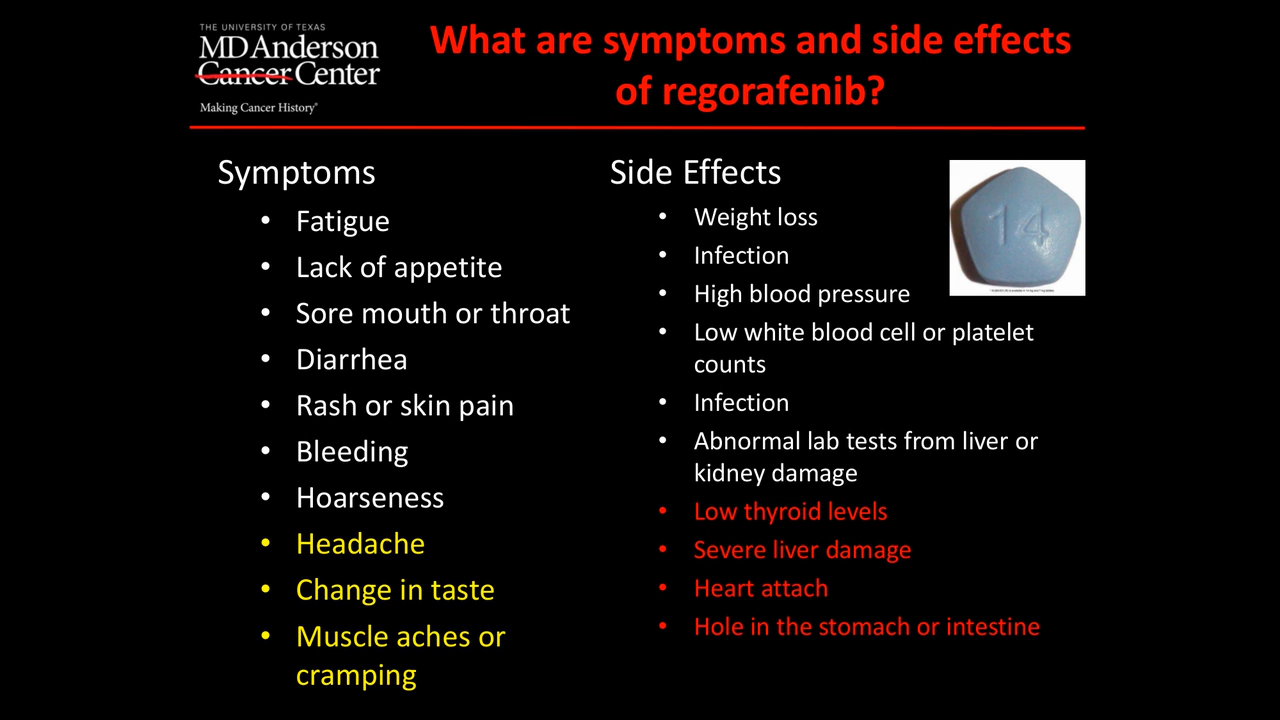 THE UNIVERSITY OF TEXAS
MD Anderson
Cancer Center
Making Cancer History®
What are symptoms and side effects
of regorafenib?
Symptoms
• Fatigue
• Lack of appetite
• Sore mouth or throat
• Diarrhea
• Rash or skin pain
• Bleeding
• Hoarseness
• Headache
• Change in taste
• Muscle aches or
cramping
Side Effects
• Weight loss
• Infection
• High blood pressure
• Low white blood cell or platelet
counts
• Infection
• Abnormal lab tests from liver or
kidney damage
• Low thyroid levels
• Severe liver damage
• Heart attach
• Hole in the stomach or intestine
14